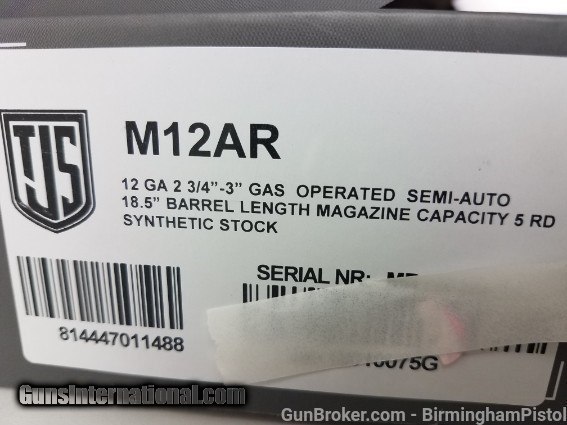 TJS
M12AR
12 GA 2 3/4”-3” GAS OPERATED SEMI-AUTO
18.5” BARREL LENGTH MAGAZINE CAPACITY 5 RD
SYNTHETIC STOCK
SERIAL NR:
814447011488
GunsInternational.com
GunBroker.com - BirminghamPistol